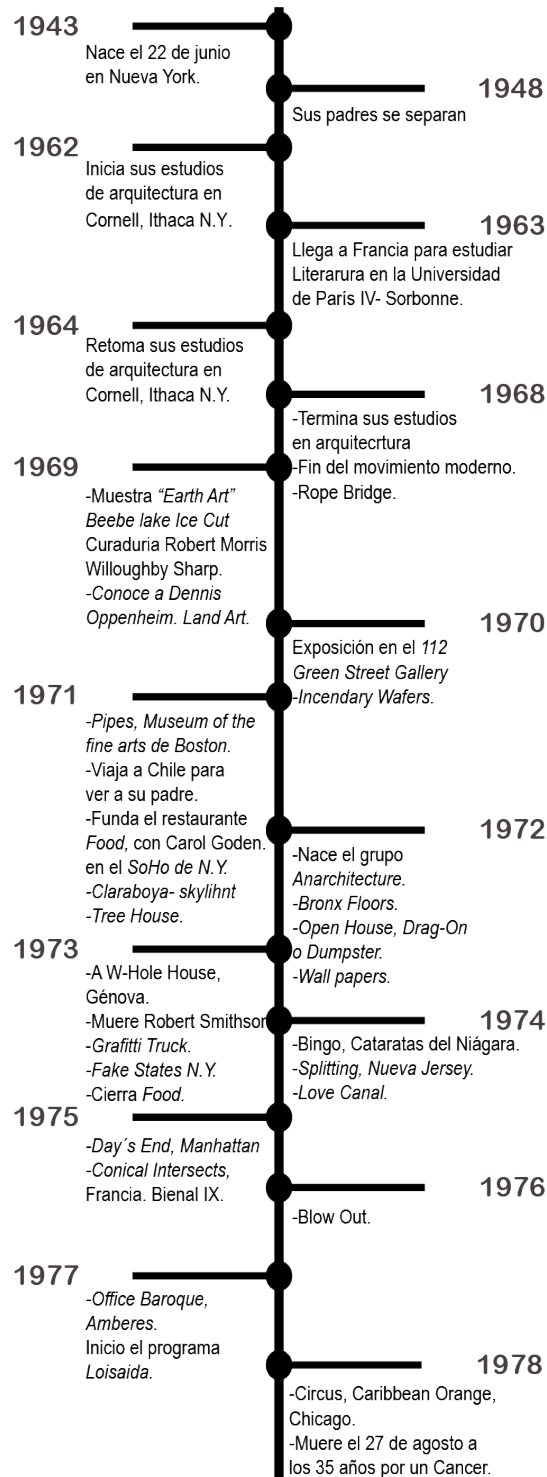 1943
Nace el 22 de junio
en Nueva York.
1948
Sus padres se separan
1962
Inicia sus estudios
de arquitectura en
Cornell, Ithaca N.Y.
1963
Llega a Francia para estudiar
Literarura en la Universidad
de París IV- Sorbonne.
1964
Retoma sus estudios
de arquitectura en
Cornell, Ithaca N.Y.
1968
-Termina sus estudios
en arquitecrtura
-Fin del movimiento moderno.
-Rope Bridge.
1969
-Muestra “Earth Art”
Beebe lake Ice Cut
Curaduria Robert Morris
Willoughby Sharp.
-Conoce a Dennis
Oppenheim. Land Art.
1970
Exposición en el 112
Green Street Gallery
-Incendary Wafers.
1971
-Pipes, Museum of the
fine arts de Boston.
-Viaja a Chile para
ver a su padre.
-Funda el restaurante
Food, con Carol Goden.
en el SoHo de N.Y.
-Claraboya- skylihnt
-Tree House.
1972
-Nace el grupo
Anarchitecture.
-Bronx Floors.
-Open House, Drag-On
o Dumpster.
-Wall papers.
1973
-A W-Hole House,
Génova.
-Muere Robert Smithson
-Grafitti Truck.
-Fake States N.Y.
-Cierra Food.
1974
-Bingo, Cataratas del Niágara.
-Splitting, Nueva Jersey.
-Love Canal.
1975
-Day´s End, Manhattan
-Conical Intersects,
Francia. Bienal IX.
1976
-Blow Out.
1977
-Office Baroque,
Amberes.
Inicio el programa
Loisaida.
1978
-Circus, Caribbean Orange,
Chicago.
-Muere el 27 de agosto a
los 35 años por un Cancer.